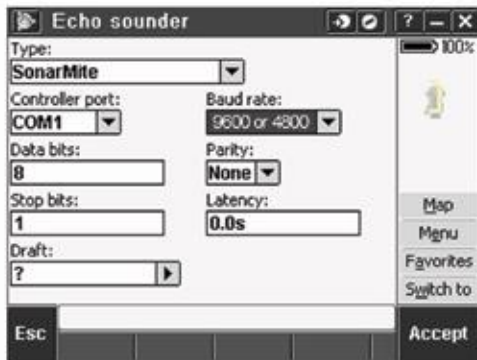 Echo sounder ? 
100%
Type:
SonarMite
Controller port: Baud rate:
COM1 9600 or 4800
Data bits: Parity:
8 None
Stop bits: Latency:
1 0.0s
Draft:
?
Map
Menu
Favorites
Switch to
Esc Accept